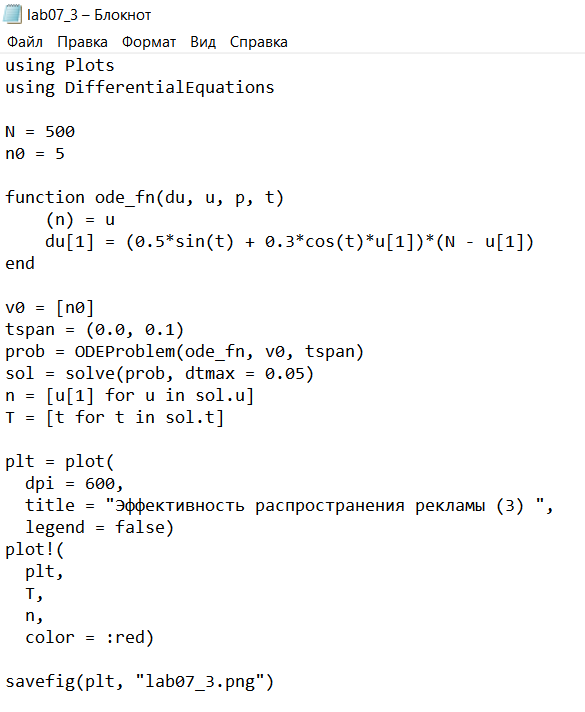 lab07_3 – Блокнот
Файл Правка Формат Вид Справка
using Plots
using DifferentialEquations

N = 500
n0 = 5

function ode_fn(du, u, p, t)
    (n) = u
    du[1] = (0.5*sin(t) + 0.3*cos(t)*u[1])*(N - u[1])
end

v0 = [n0]
tspan = (0.0, 0.1)
prob = ODEProblem(ode_fn, v0, tspan)
sol = solve(prob, dtmax = 0.05)
n = [u[1] for u in sol.u]
T = [t for t in sol.t]

plt = plot(
  dpi = 600,
  title = "Эффективность распространения рекламы (3) ",
  legend = false)
plot!(
  plt,
  T,
  n,
  color = :red)

savefig(plt, "lab07_3.png")